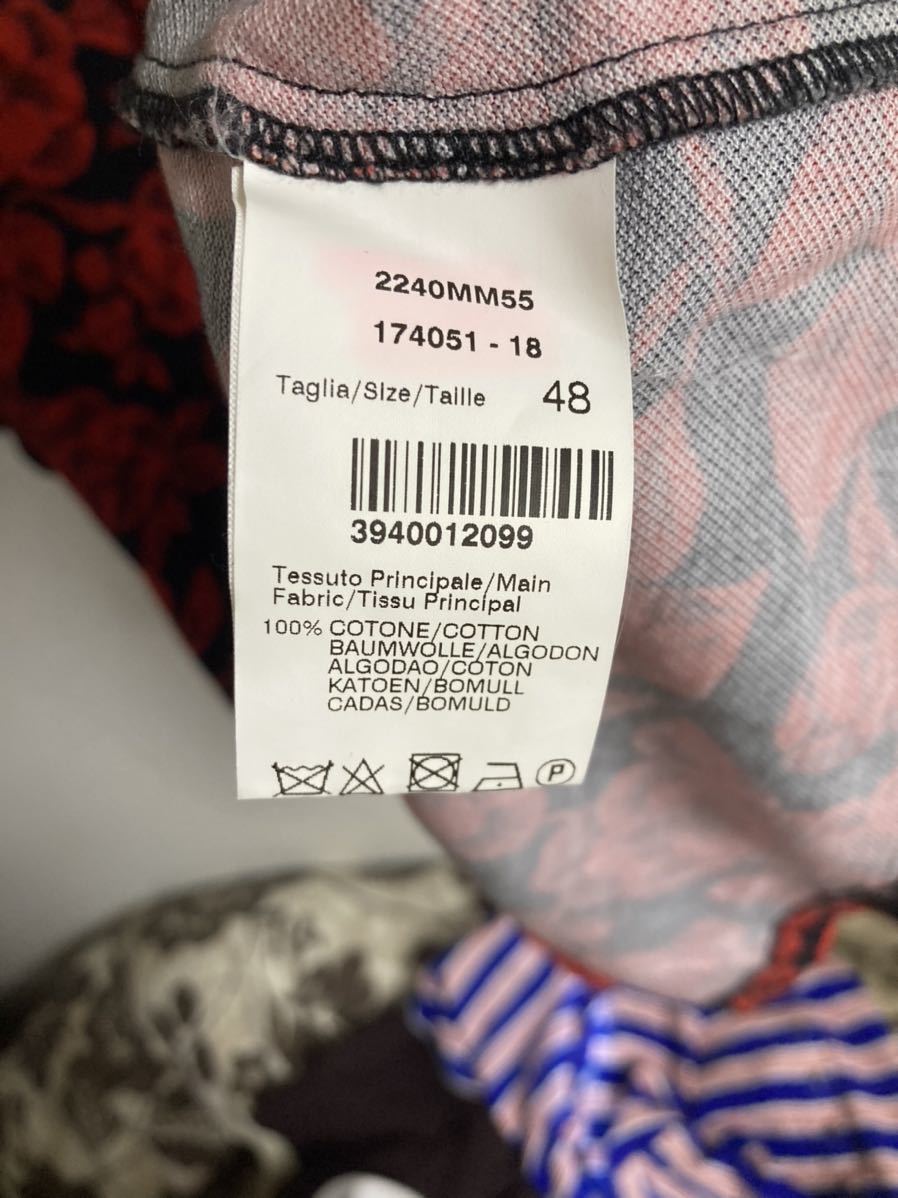 2240MM55
174051 - 18
Taglia/SIze/Taille 48
3940012099
Tessuto Principale/Main
Fabric/Tissu Principal
100% COTONE/COTTON
BAUMWOLLE/ALGODON
ALGODAO/COTON
KATOEN/BOMULL
CADAS/BOMULD
P